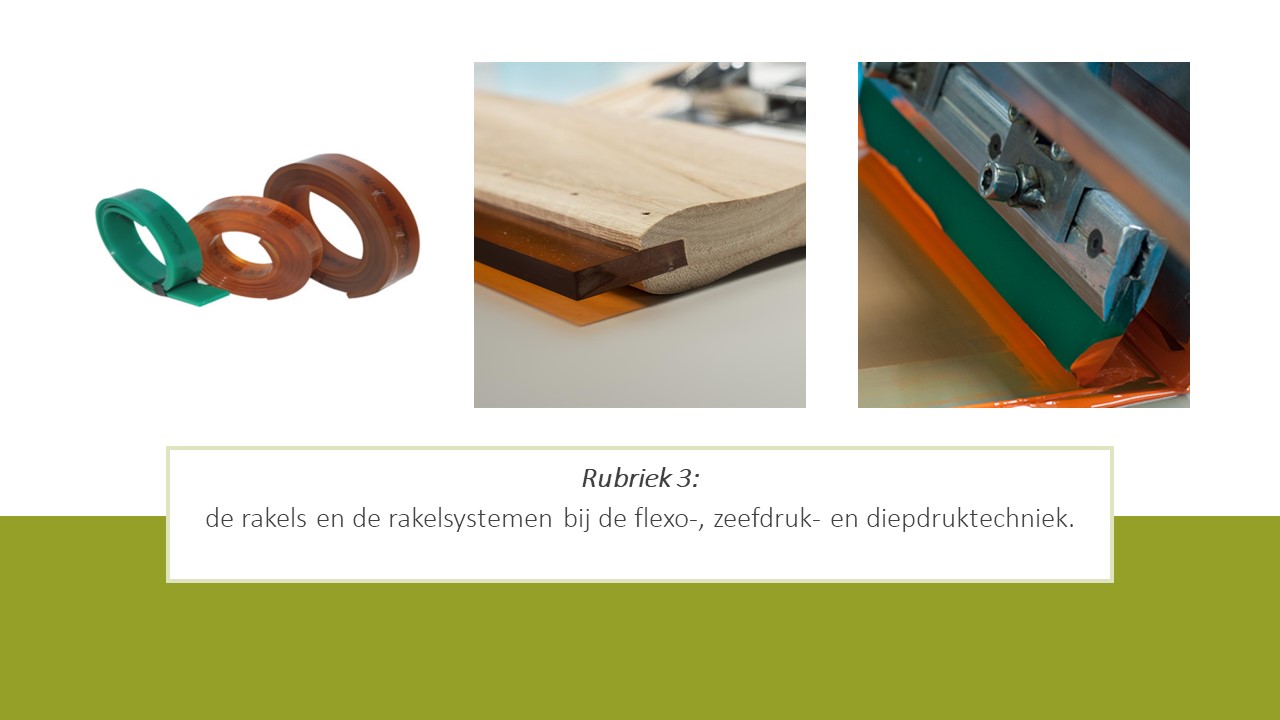 Rubriek 3:
de rakels en de rakelsystemen bij de flexo-, zeefdruk- en diepdruktechniek.